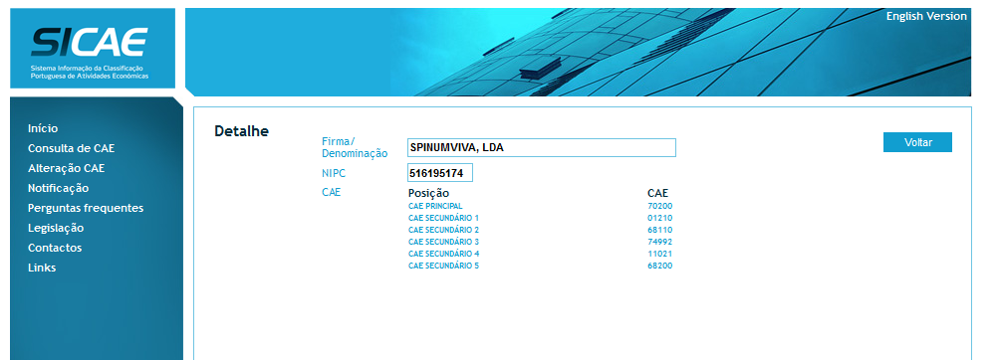 English Version
SICAE
Sistema Informação da Classificação
Portuguesa de Atividades Económicas
Início
Consulta de CAE
Alteração CAE
Notificação
Perguntas frequentes
Legislação
Contactos
Links
Detalhe
Voltar
Firma/
Denominação
SPINUMVIVA, LDA
NIPC
516195174
CAE
Posição CAE
CAE PRINCIPAL 70200
CAE SECUNDÁRIO 1 01210
CAE SECUNDÁRIO 2 68110
CAE SECUNDÁRIO 3 74992
CAE SECUNDÁRIO 4 11021
CAE SECUNDÁRIO 5 68200